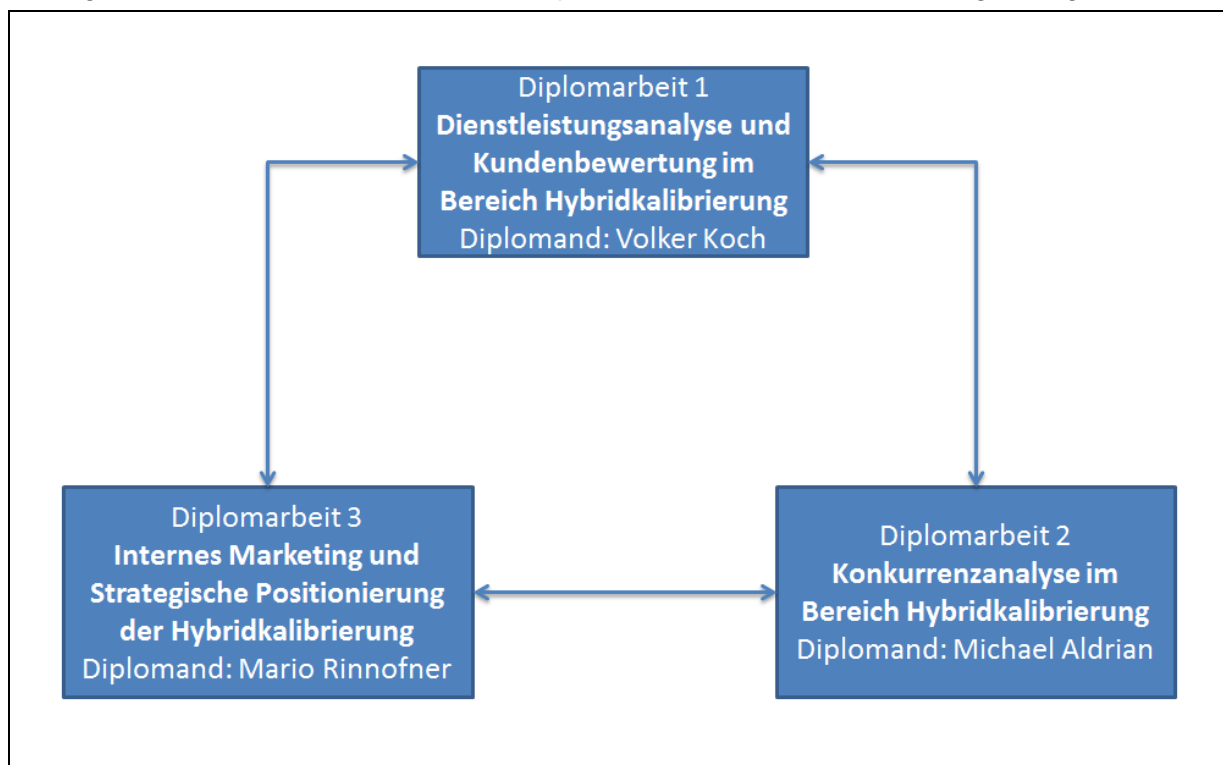 Diplomarbeit 1
Dienstleistungsanalyse und
Kundenbewertung im
Bereich Hybridkalibrierung
Diplomand: Volker Koch
Diplomarbeit 3
Internes Marketing und
Strategische Positionierung
der Hybridkalibrierung
Diplomand: Mario Rinnofner
Diplomarbeit 2
Konkurrenzanalyse im
Bereich Hybridkalibrierung
Diplomand: Michael Aldrian